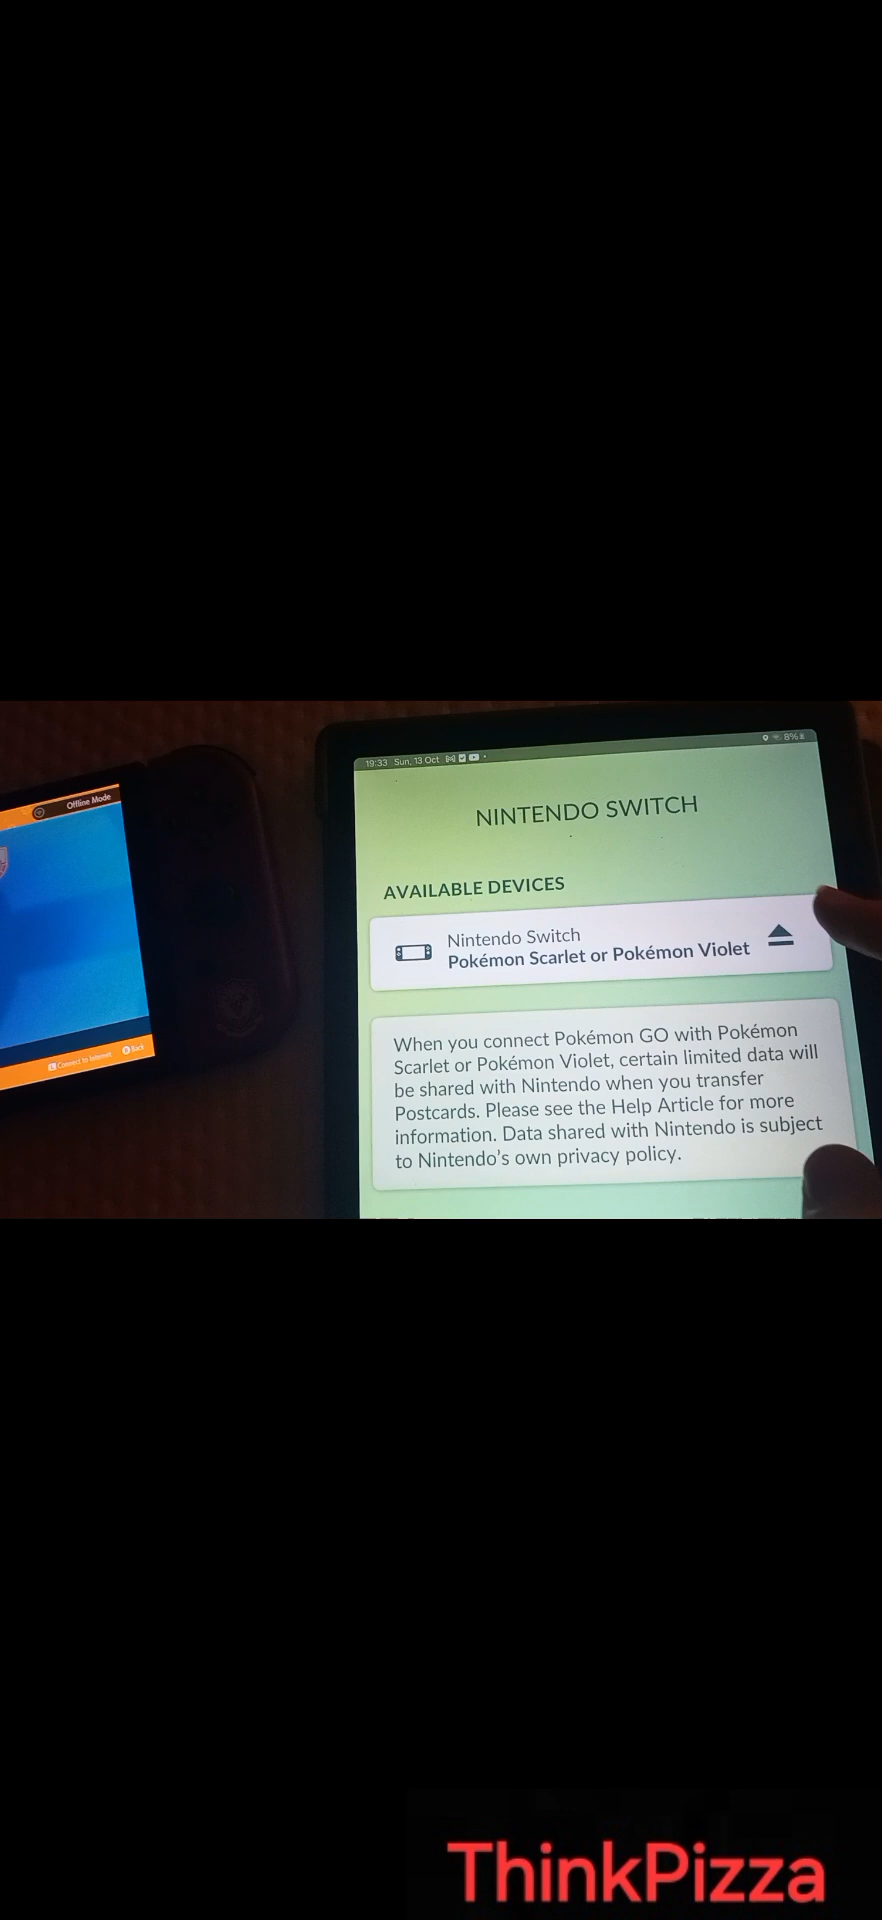 Offline Mode
Connect to Internet Back
19:33 Sun, 13 Oct
8%
NINTENDO SWITCH
AVAILABLE DEVICES
Nintendo Switch
Pokémon Scarlet or Pokémon Violet
When you connect Pokémon GO with Pokémon
Scarlet or Pokémon Violet, certain limited data will
be shared with Nintendo when you transfer
Postcards. Please see the Help Article for more
information. Data shared with Nintendo is subject
to Nintendo's own privacy policy.
ThinkPizza